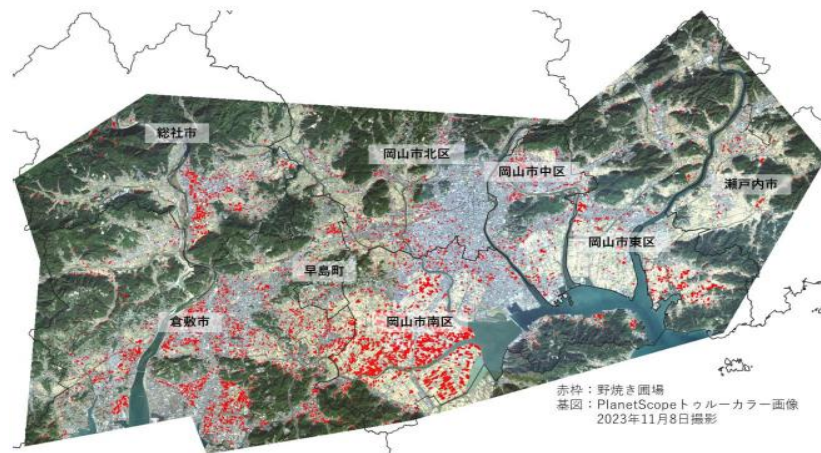 総社市
岡山市北区
岡山市中区
瀬戸内市
岡山市東区
早島町
倉敷市
岡山市南区
赤枠：野焼き圃場
基図：PlanetScopeトゥルーカラー画像
2023年11月8日撮影